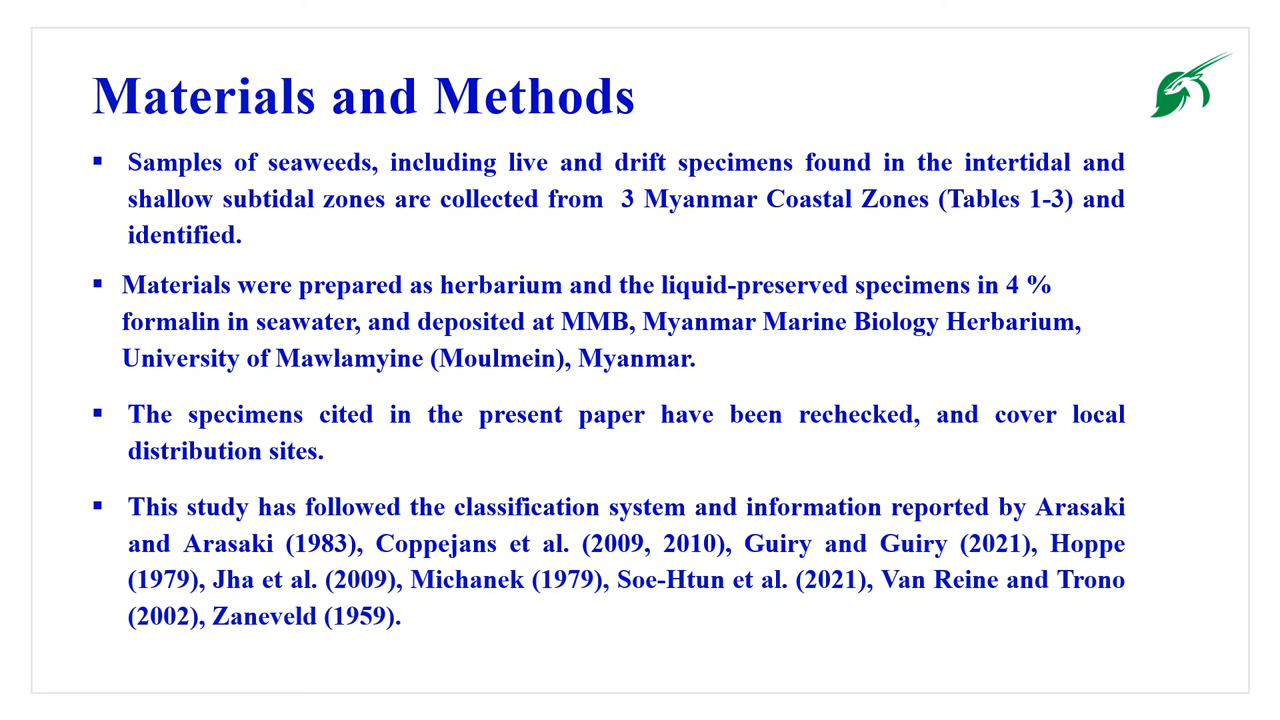 Materials and Methods
▪ Samples of seaweeds, including live and drift specimens found in the intertidal and
shallow subtidal zones are collected from 3 Myanmar Coastal Zones (Tables 1-3) and
identified.
▪ Materials were prepared as herbarium and the liquid-preserved specimens in 4 %
formalin in seawater, and deposited at MMB, Myanmar Marine Biology Herbarium,
University of Mawlamyine (Moulmein), Myanmar.
▪ The specimens cited in the present paper have been rechecked, and cover local
distribution sites.
▪ This study has followed the classification system and information reported by Arasaki
and Arasaki (1983), Coppejans et al. (2009, 2010), Guiry and Guiry (2021), Hoppe
(1979), Jha et al. (2009), Michanek (1979), Soe-Htun et al. (2021), Van Reine and Trono
(2002), Zaneveld (1959).